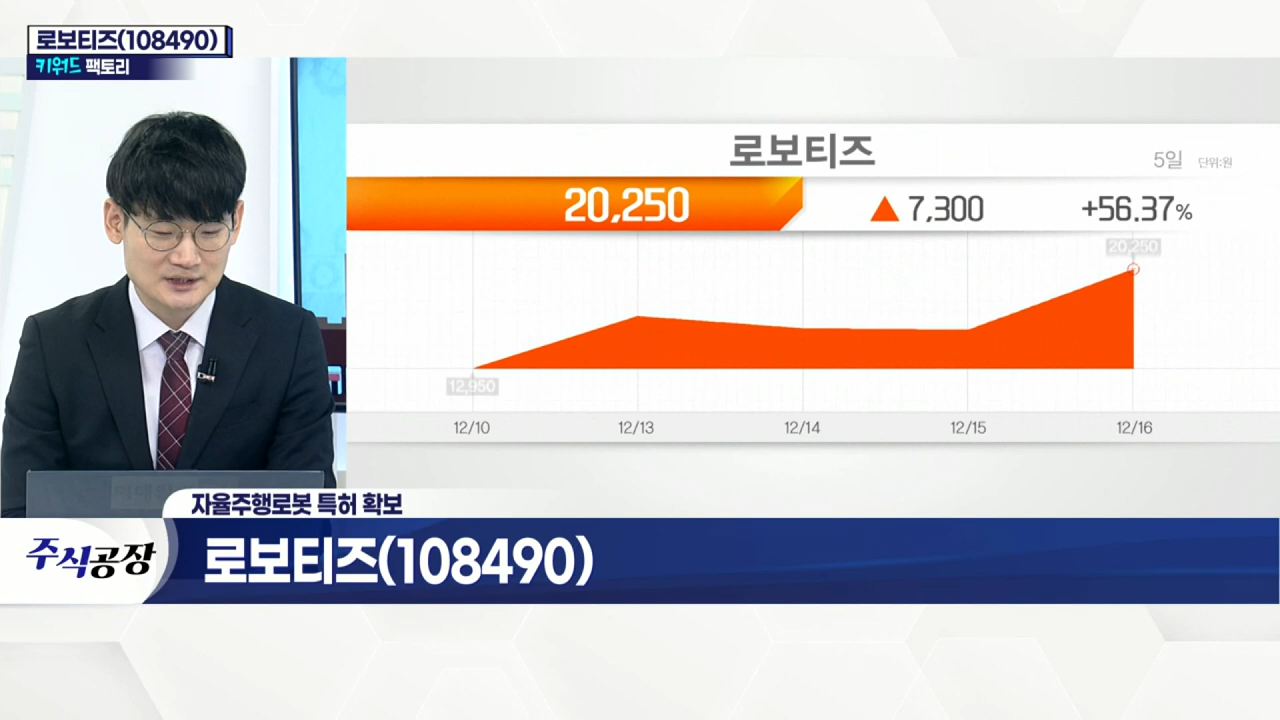 로보티즈(108490)
키워드 팩토리
로보티즈
5일 단위:원
20,250 ▲ 7,300 +56.37%
20,250
12,950
12/10 12/13 12/14 12/15 12/16
자율주행로봇 특허 확보
주식공장
로보티즈(108490)